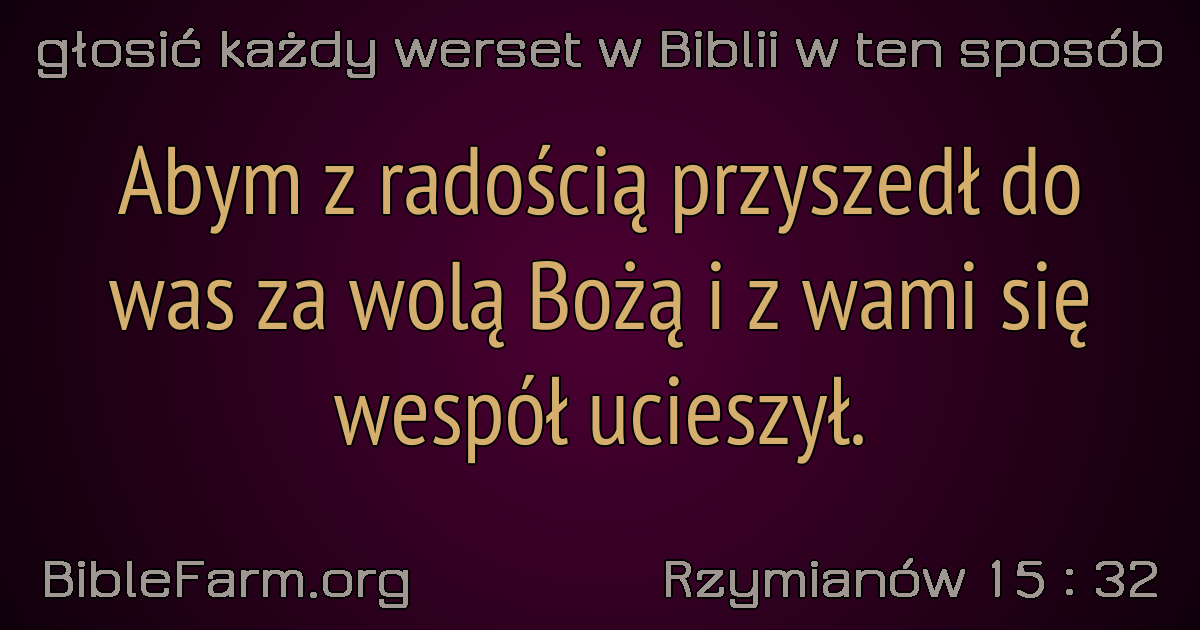 głosić każdy werset w Biblii w ten sposób
Abym z radością przyszedł do
was za wolą Bożą i z wami się
wespół ucieszył.
BibleFarm.org
Rzymianów 15 : 32